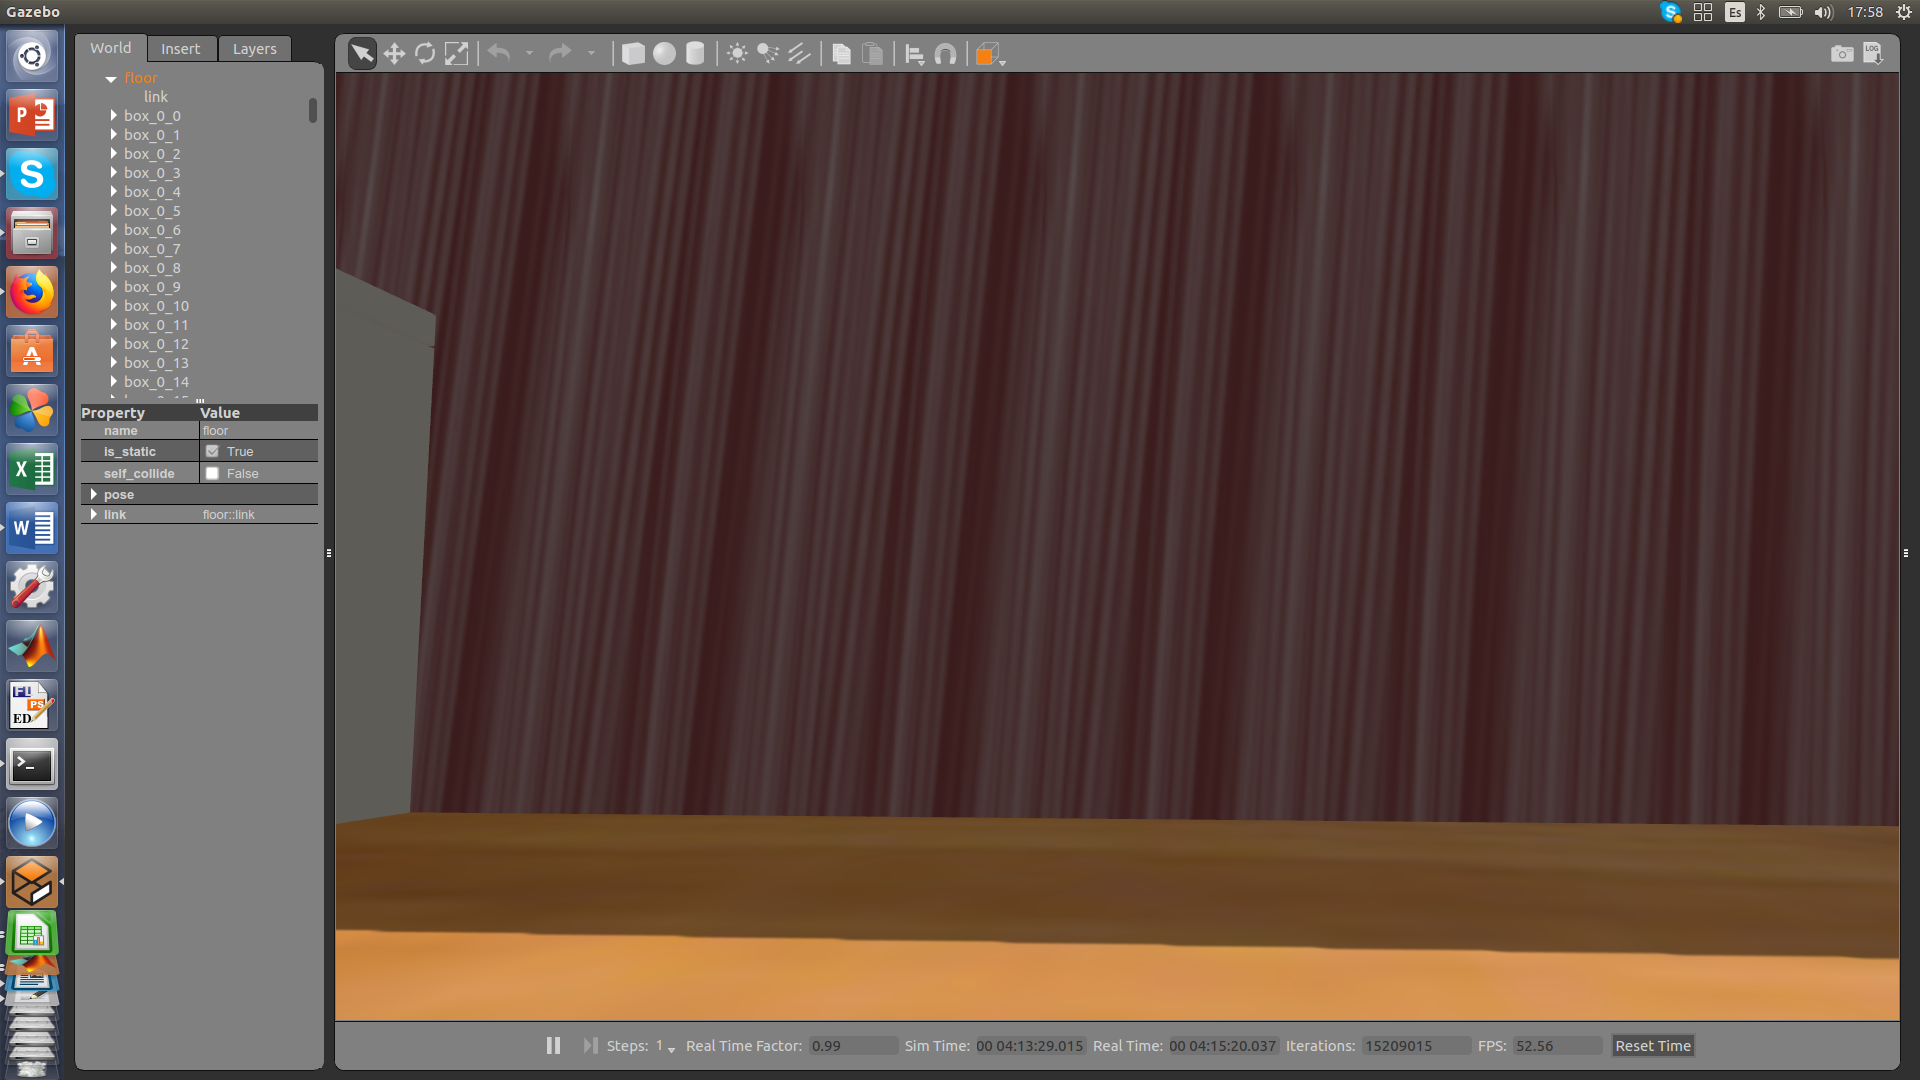 Gazebo
Es
17:58
World
Insert
Layers
LOG
floor
link
box_0_0
box_0_1
box_0_2
box_0_3
box_0_4
box_0_5
box_0_6
box_0_7
box_0_8
box_0_9
box_0_10
box_0_11
box_0_12
box_0_13
box_0_14
Property Value
name floor
is_static True
self_collide False
pose
link floor::link
Steps: 1 Real Time Factor: 0.99 Sim Time: 00 04:13:29.015 Real Time: 00 04:15:20.037 Iterations: 15209015 FPS: 52.56 Reset Time